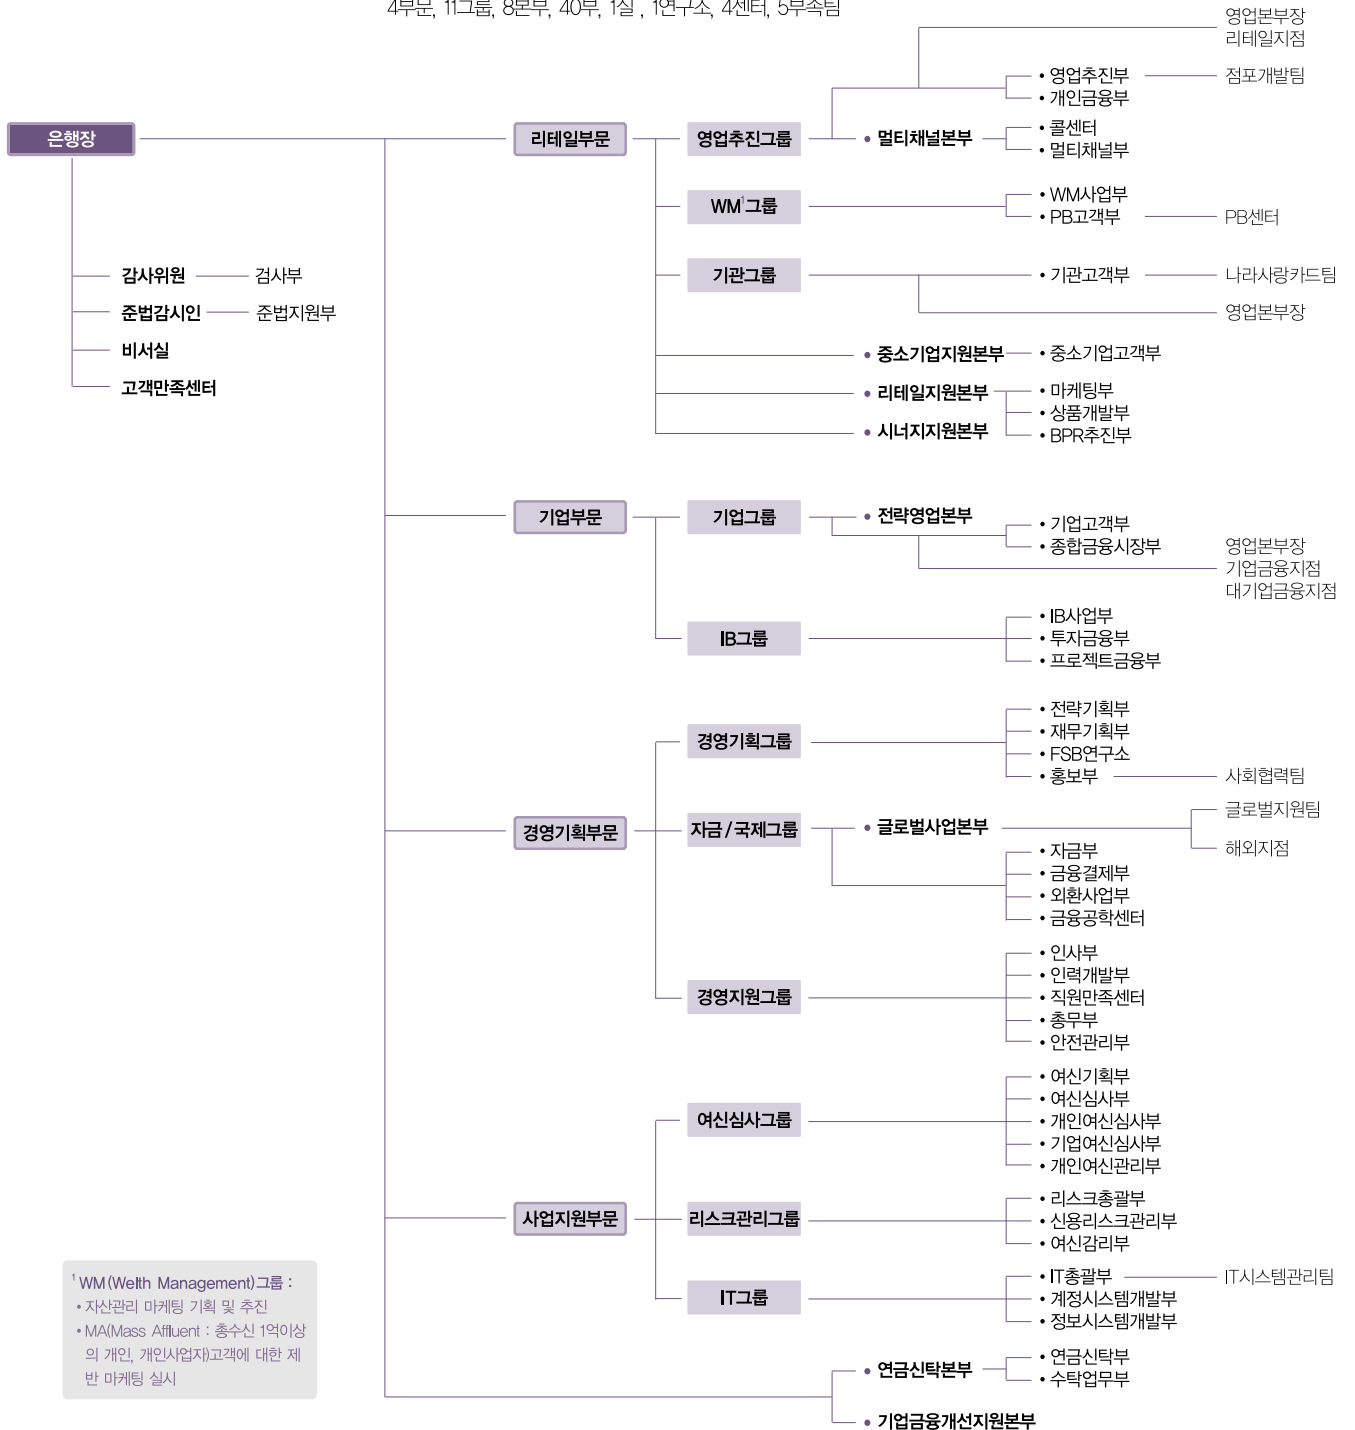 4부문, 11그룹, 8본부, 40부, 1실, 1연구소, 4센터, 5부속팀
영업본부장
리테일지점
• 영업추진부
점포개발팀
• 개인금융부
은행장
리테일부문
영업추진그룹
• 멀티채널본부
• 콜센터
• 멀티채널부
WM¹그룹
• WM사업부
• PB고객부
PB센터
감사위원
검사부
기관그룹
• 기관고객부
나라사랑카드팀
준법감시인
준법지원부
영업본부장
비서실
• 중소기업지원본부
• 중소기업고객부
고객만족센터
• 리테일지원본부
• 마케팅부
• 상품개발부
• 시너지지원본부
• BPR추진부
기업부문
기업그룹
• 전략영업본부
• 기업고객부
• 종합금융시장부
영업본부장
기업금융지점
대기업금융지점
IB그룹
• IB사업부
• 투자금융부
• 프로젝트금융부
경영기획그룹
• 전략기획부
• 재무기획부
• FSB연구소
• 홍보부
사회협력팀
경영기획부문
자금/국제그룹
• 글로벌사업본부
글로벌지원팀
해외지점
• 자금부
• 금융결제부
• 외환사업부
• 금융공학센터
경영지원그룹
• 인사부
• 인력개발부
• 직원만족센터
• 총무부
• 안전관리부
여신심사그룹
• 여신기획부
• 여신심사부
• 개인여신심사부
• 기업여신심사부
• 개인여신관리부
사업지원부문
리스크관리그룹
• 리스크총괄부
• 신용리스크관리부
• 여신감리부
IT그룹
• IT총괄부
IT시스템관리팀
• 계정시스템개발부
• 정보시스템개발부
• 연금신탁본부
• 연금신탁부
• 수탁업무부
• 기업금융개선지원본부
¹ WM(Welth Management)그룹 :
• 자산관리 마케팅 기획 및 추진
• MA(Mass Affluent : 총수신 1억이상
의 개인, 개인사업자)고객에 대한 제
반 마케팅 실시